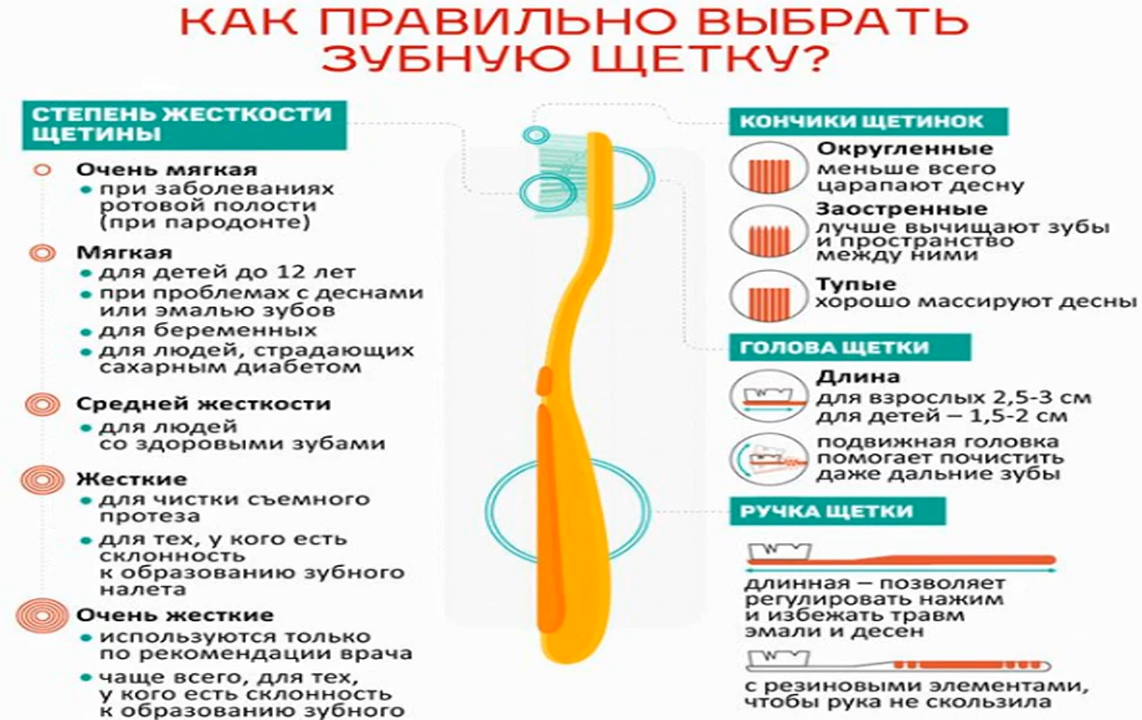 КАК ПРАВИЛЬНО ВЫБРАТЬ
ЗУБНУЮ ЩЕТКУ?
СТЕПЕНЬ ЖЕСТКОСТИ
ЩЕТИНЫ
Очень мягкая
• при заболеваниях
ротовой полости
(при пародонте)
Мягкая
• для детей до 12 лет
• при проблемах с деснами
или эмалью зубов
• для беременных
• для людей, страдающих
сахарным диабетом
Средней жесткости
• для людей
со здоровыми зубами
Жесткие
• для чистки съемного
протеза
• для тех, у кого есть
склонность
к образованию зубного
налета
Очень жесткие
• используются только
по рекомендации врача
• чаще всего, для тех,
у кого есть склонность
к образованию зубного
КОНЧИКИ ЩЕТИНОК
Округленные
меньше всего
царапают десну
Заостренные
лучше вычищают зубы
и пространство
между ними
Тупые
хорошо массируют десны
ГОЛОВА ЩЕТКИ
Длина
для взрослых 2,5-3 см
для детей – 1,5-2 см
подвижная головка
помогает почистить
даже дальние зубы
РУЧКА ЩЕТКИ
длинная – позволяет
регулировать нажим
и избежать травм
эмали и десен
с резиновыми элементами,
чтобы рука не скользила